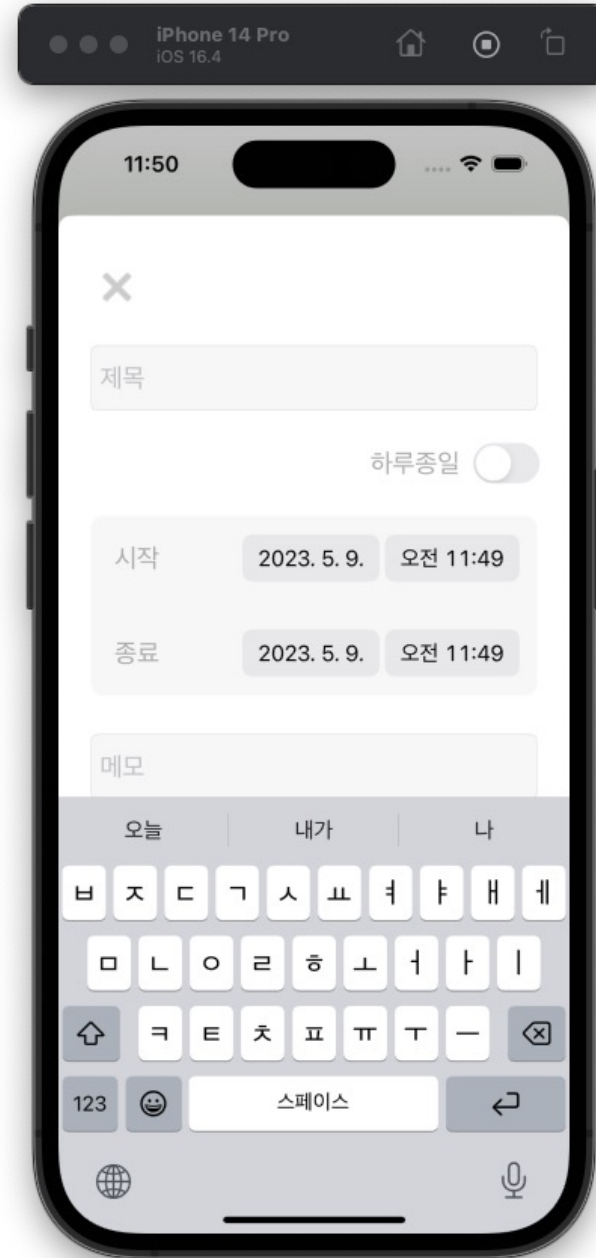 iPhone 14 Pro
iOS 16.4
11:50
제목
하루종일
시작 2023. 5. 9. 오전 11:49
종료 2023. 5. 9. 오전 11:49
메모
오늘 내가 나
ㅂ ㅈ ㄷ ㄱ ㅅ ㅛ ㅕ ㅑ ㅐ ㅔ
ㅁ ㄴ ㅇ ㄹ ㅎ ㅗ ㅓ ㅏ ㅣ
ㅋ ㅌ ㅊ ㅍ ㅠ ㅜ ㅡ
123 스페이스